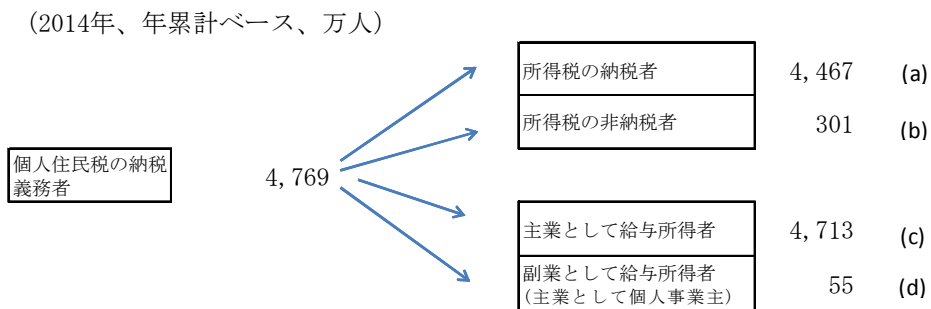 (2014年、年累計ベース、万人)
所得税の納税者 4,467 (a)
所得税の非納税者 301 (b)
個人住民税の納税
義務者
4,769
主業として給与所得者 4,713 (c)
副業として給与所得者
(主業として個人事業主) 55 (d)